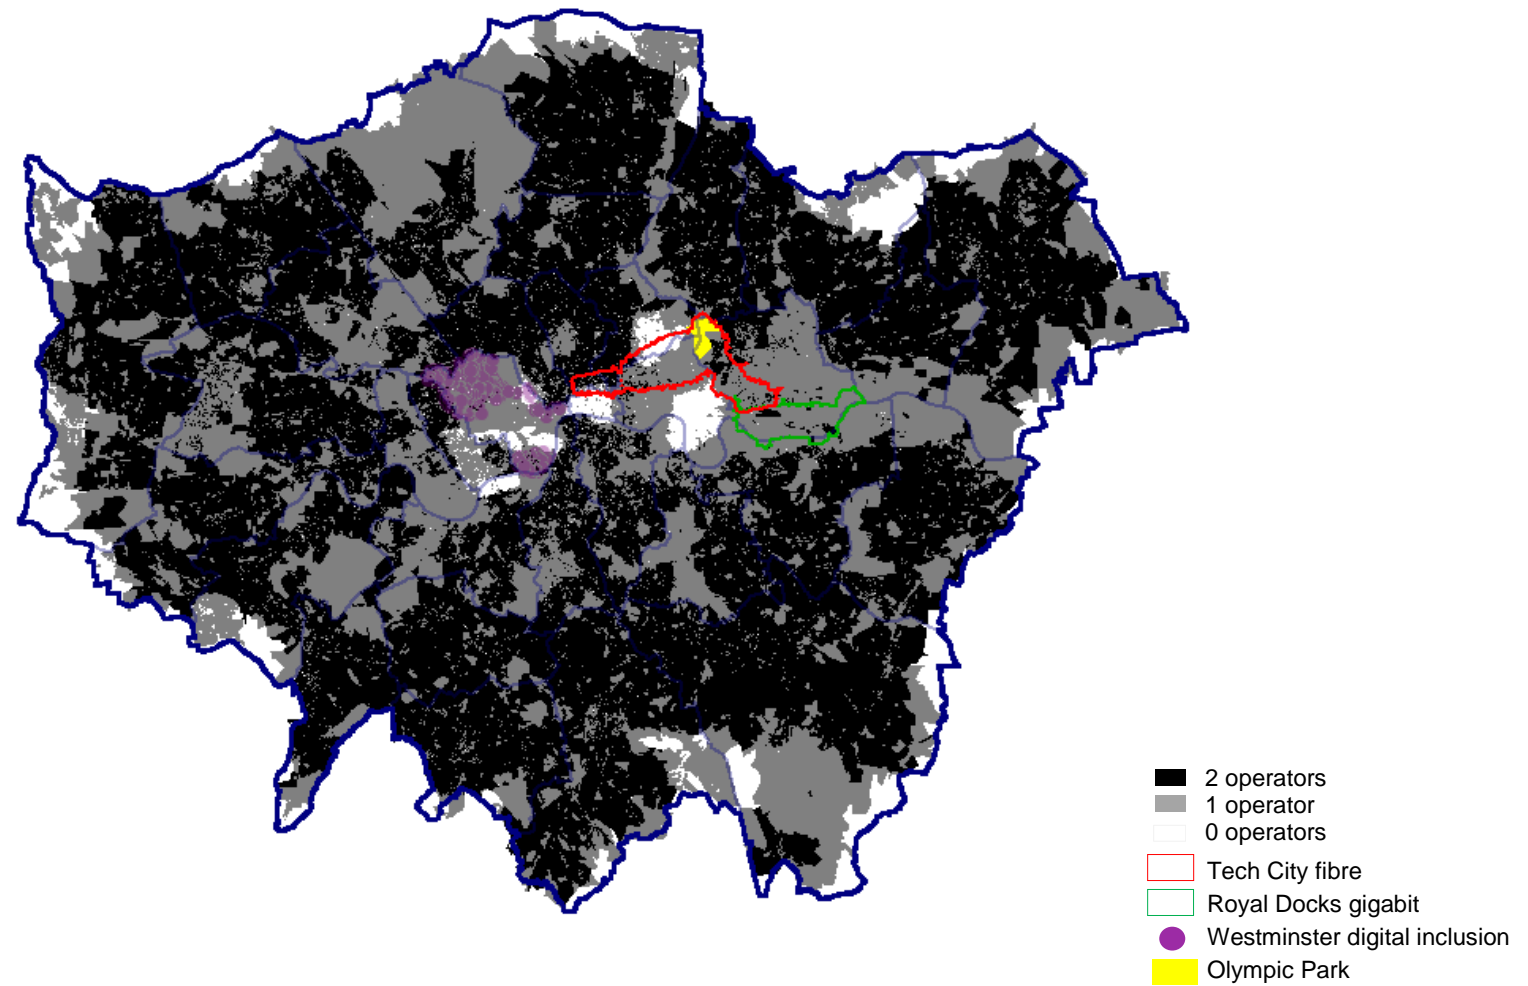 2 operators
1 operator
0 operators
Tech City fibre
Royal Docks gigabit
Westminster digital inclusion
Olympic Park